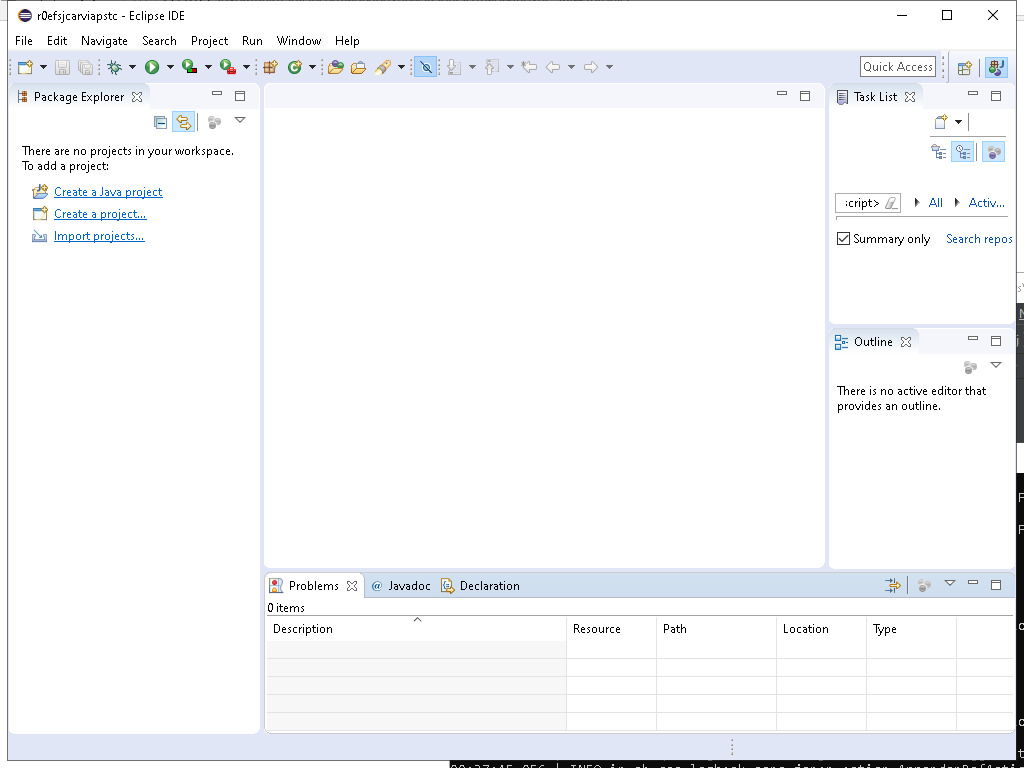 r0efsjcarviapstc - Eclipse IDE
File Edit Navigate Search Project Run Window Help
Quick Access
Package Explorer
Task List
There are no projects in your workspace.
To add a project:
Create a Java project
Create a project...
Import projects...
:cript> All Activ...
Summary only Search repos
Outline
There is no active editor that
provides an outline.
Problems @ Javadoc Declaration
0 items
Description Resource Path Location Type